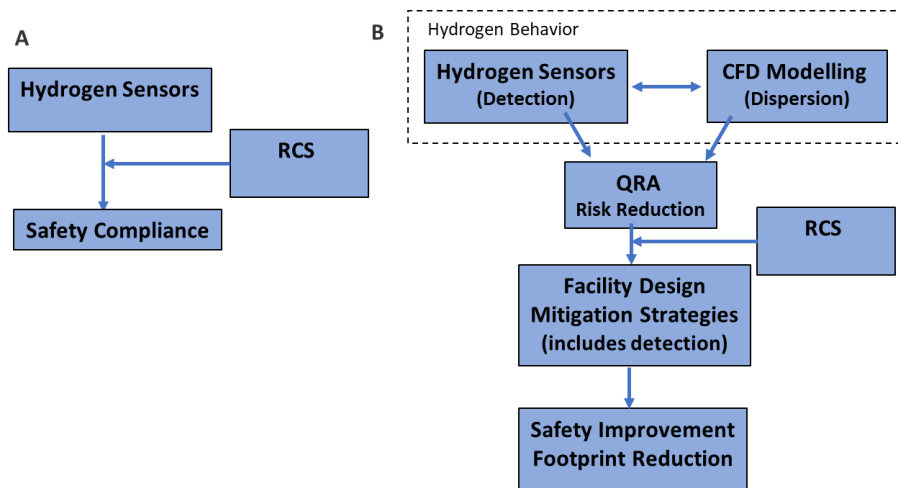 A
Hydrogen Sensors
RCS
Safety Compliance
B
Hydrogen Behavior
Hydrogen Sensors
(Detection)
CFD Modelling
(Dispersion)
QRA
Risk Reduction
RCS
Facility Design
Mitigation Strategies
(includes detection)
Safety Improvement
Footprint Reduction